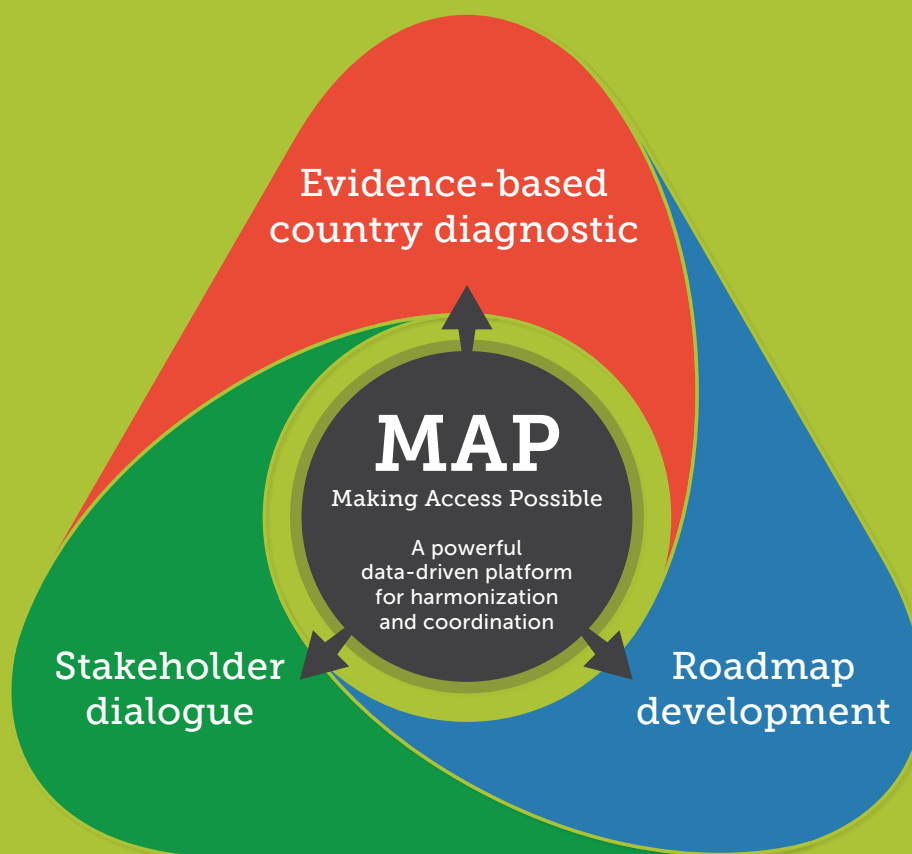 Evidence-based
country diagnostic
MAP
Making Access Possible
A powerful
data-driven platform
for harmonization
and coordination
Stakeholder
dialogue
Roadmap
development